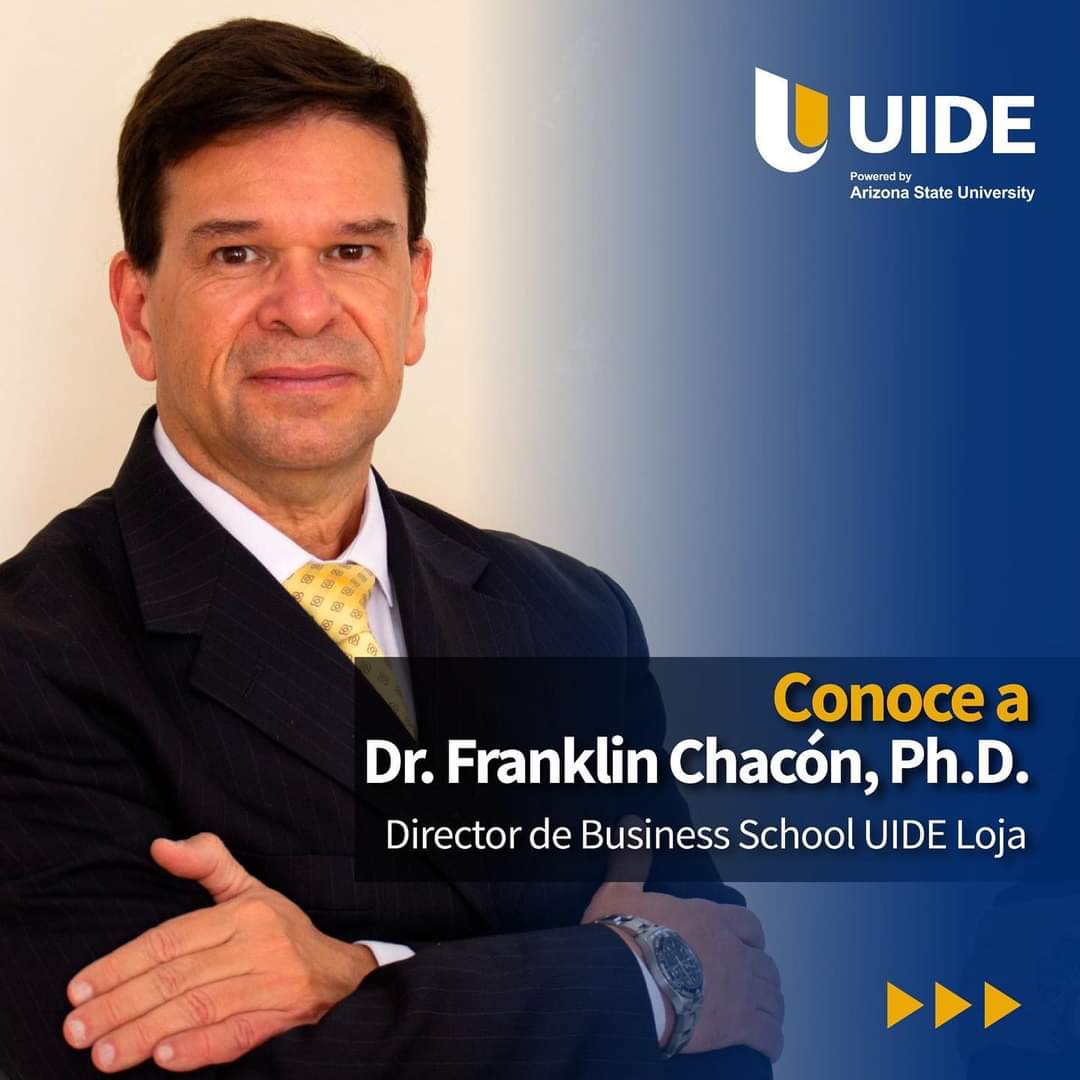 UIDE
Powered by
Arizona State University
Conoce a
Dr. Franklin Chacón, Ph.D.
Director de Business School UIDE Loja